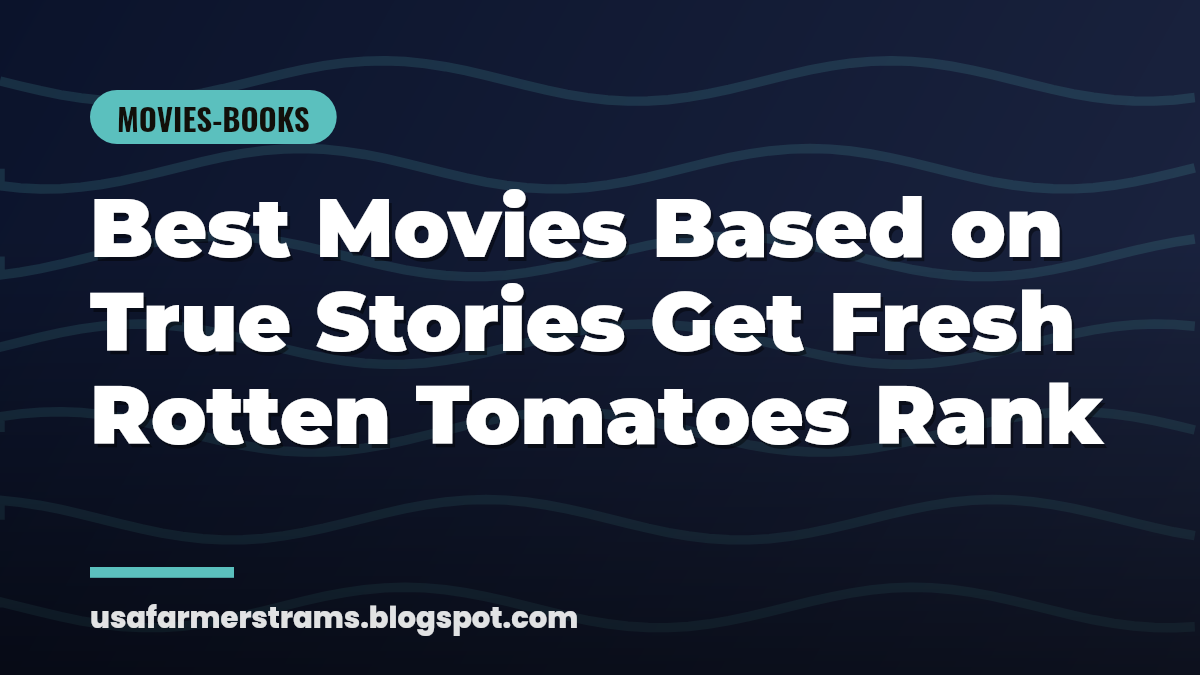 MOVIES-BOOKS
Best Movies Based on
True Stories Get Fresh
Rotten Tomatoes Rank
usafarmerstrams.blogspot.com